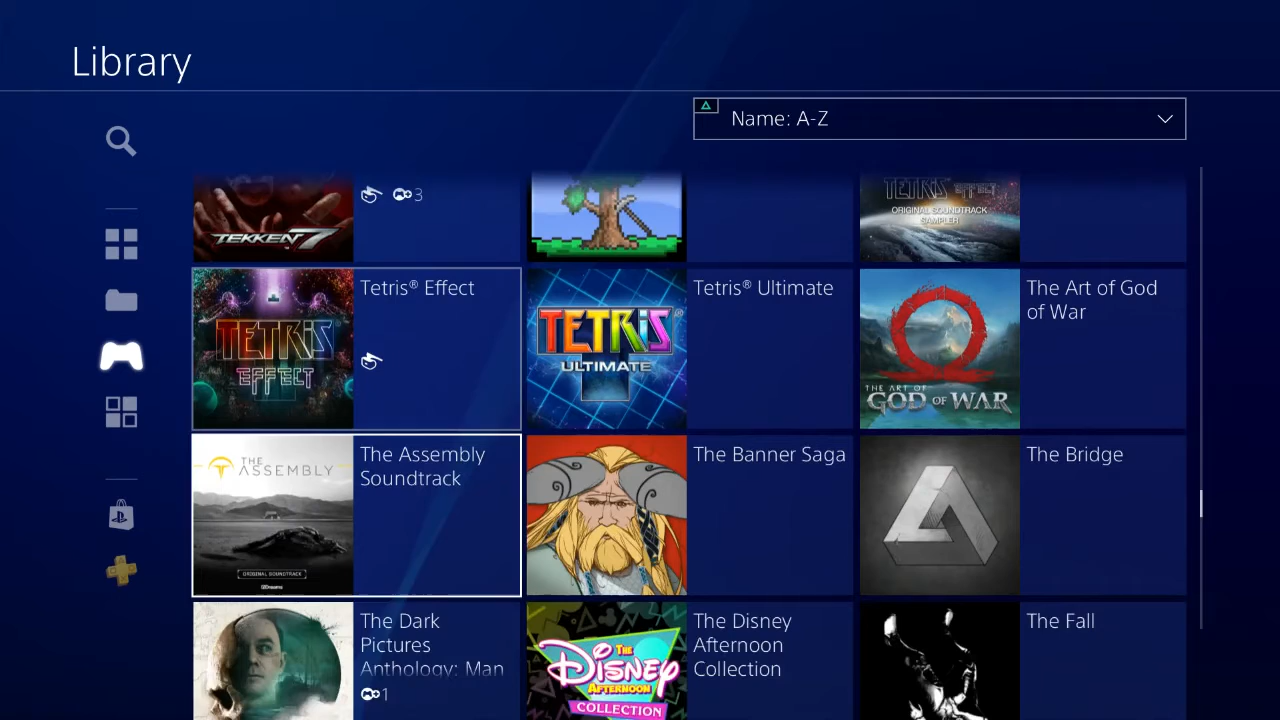 Library
Name: A-Z
TEKKEN 7
3
TETRIS EFFECT
ORIGINAL SOUNDTRACK
SAMPLER
TETRIS®
EFFECT
Tetris® Effect
TETRIS®
ULTIMATE
Tetris® Ultimate
THE ART OF
GOD OF WAR
The Art of God
of War
THE
ASSEMBLY
ORIGINAL SOUNDTRACK
The Assembly
Soundtrack
The Banner Saga
The Bridge
The Dark
Pictures
Anthology: Man
1
THE
DISNEY
AFTERNOON
COLLECTION
The Disney
Afternoon
Collection
The Fall